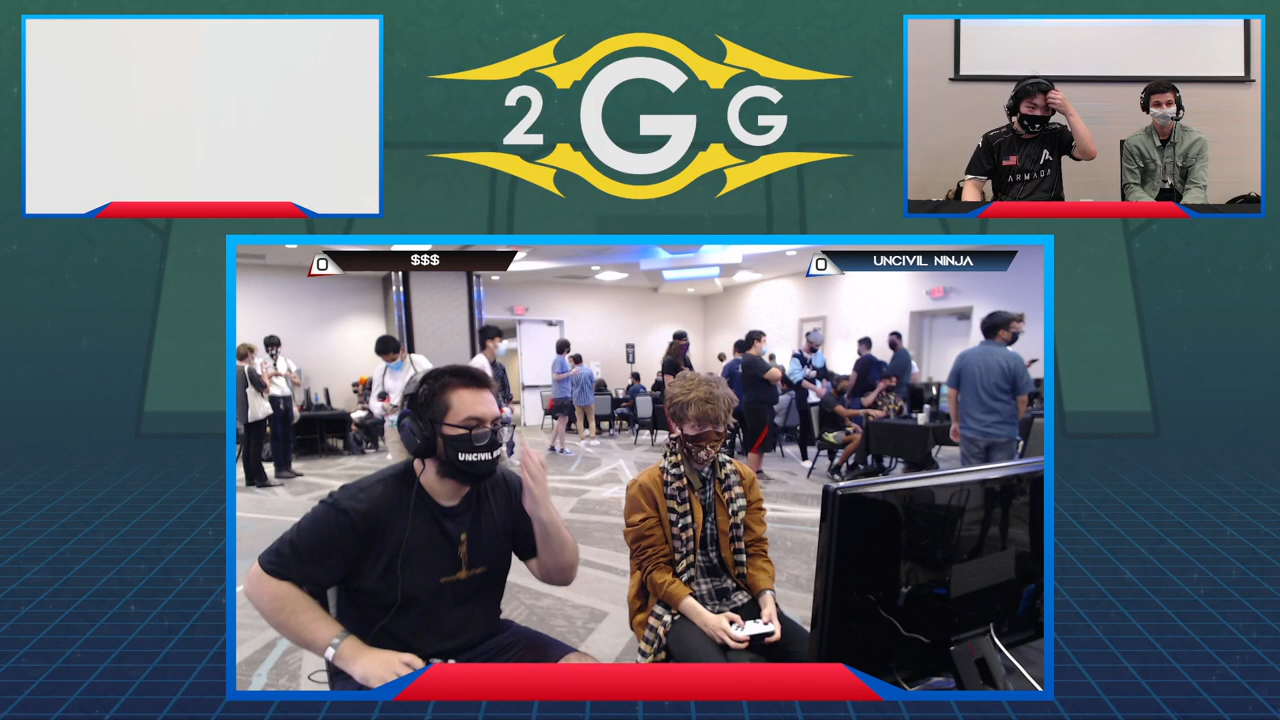 2GG
ARMADA
0 $$$
0 UNCIVIL NINJA
UNCIVIL